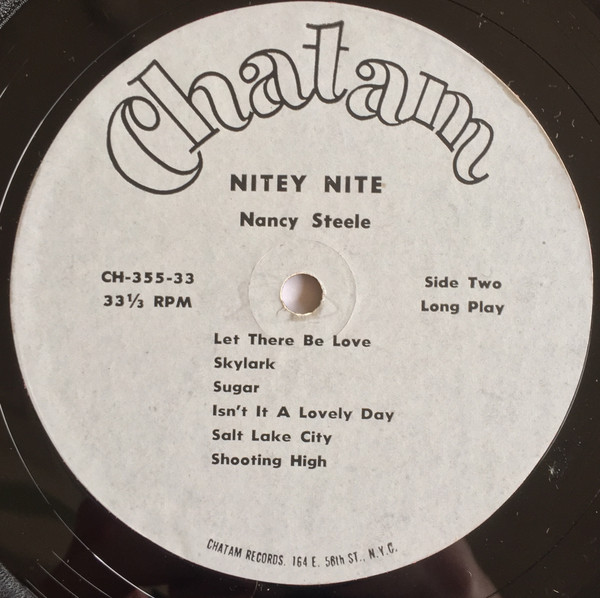 Chatam
NITEY NITE
Nancy Steele
CH-355-33
33⅓ RPM
Side Two
Long Play
Let There Be Love
Skylark
Sugar
Isn't It A Lovely Day
Salt Lake City
Shooting High
CHATAM RECORDS, 164 E. 56th ST., N.Y.C.